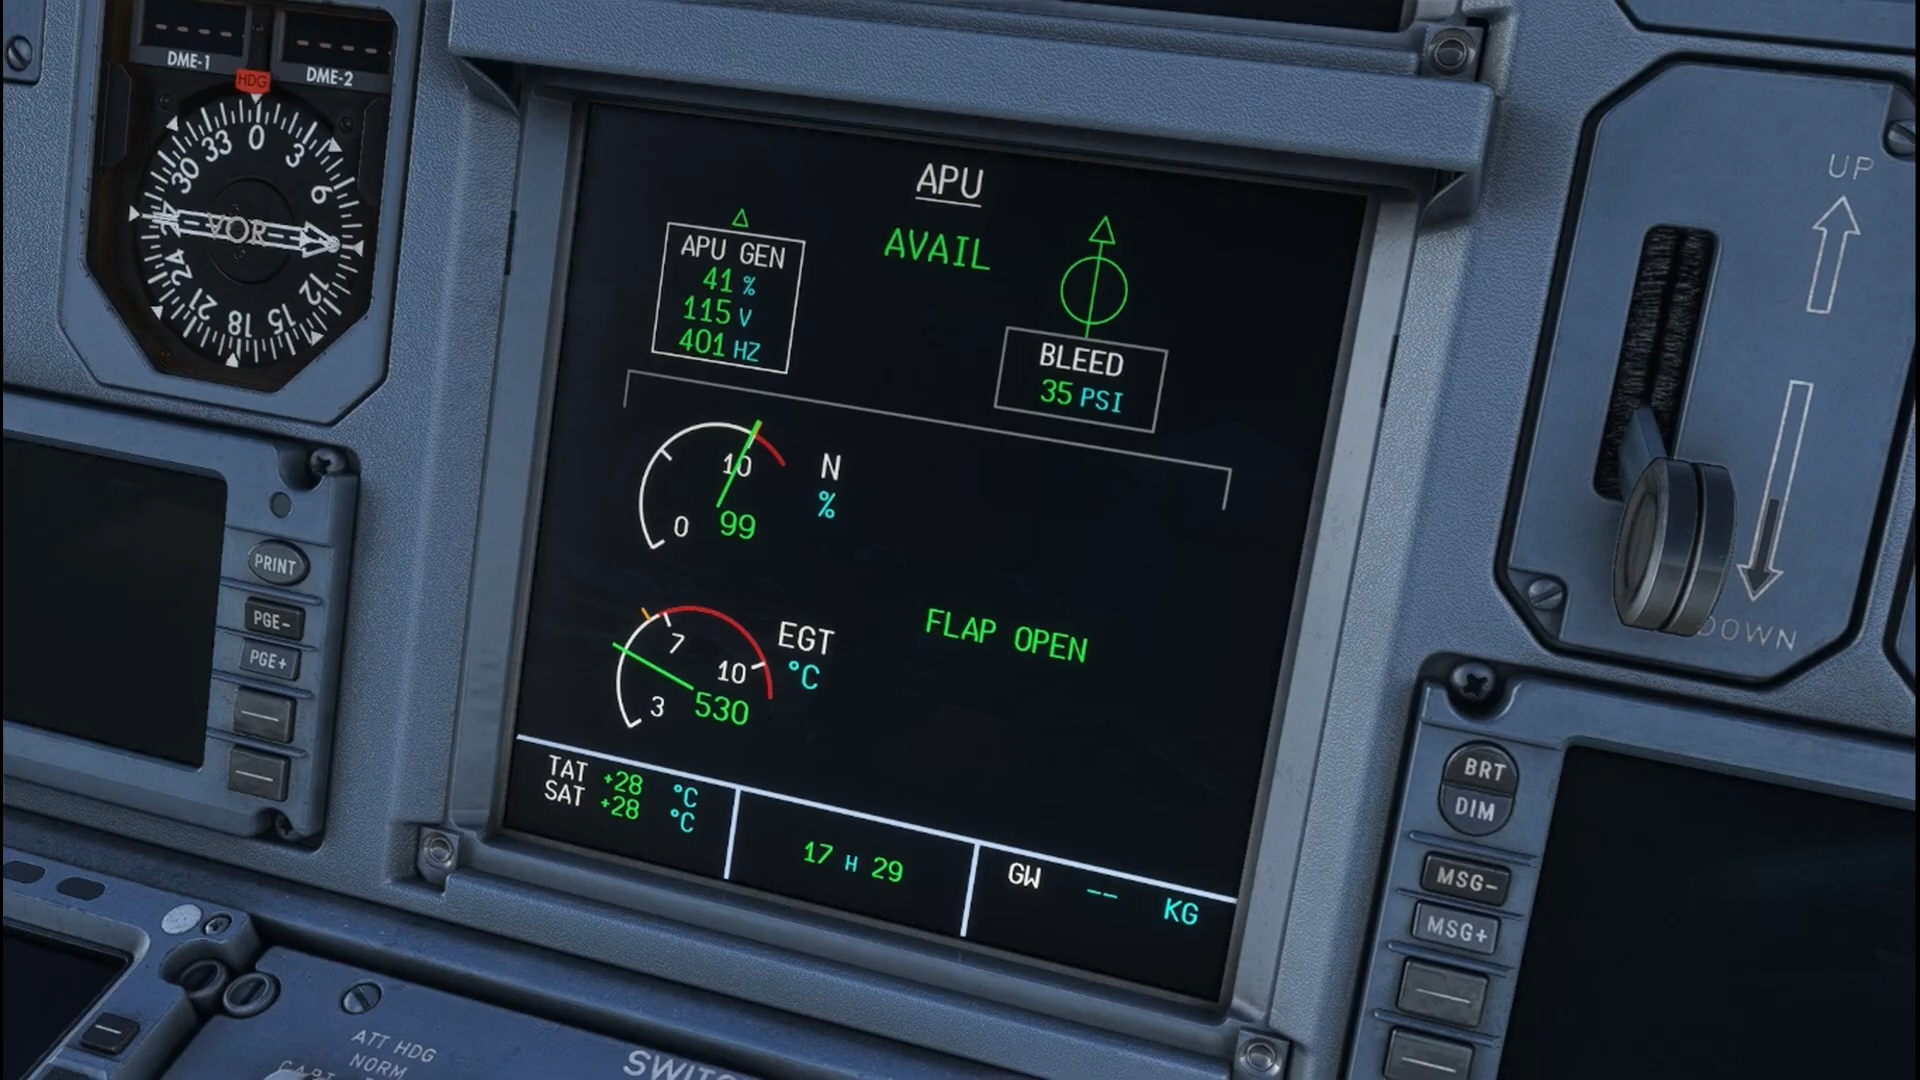 DME-1
DME-2
HDG
0
3
6
12
15
18
21
24
30
33
VOR
PRINT
PGE-
PGE+
APU
AVAIL
APU GEN
41 %
115 V
401 HZ
BLEED
35 PSI
10
0
99
N
%
7
10
3
530
EGT
°C
FLAP OPEN
TAT +28 °C
SAT +28 °C
17 H 29
GW -- KG
UP
DOWN
BRT
DIM
MSG-
MSG+
ATT HDG
NORM